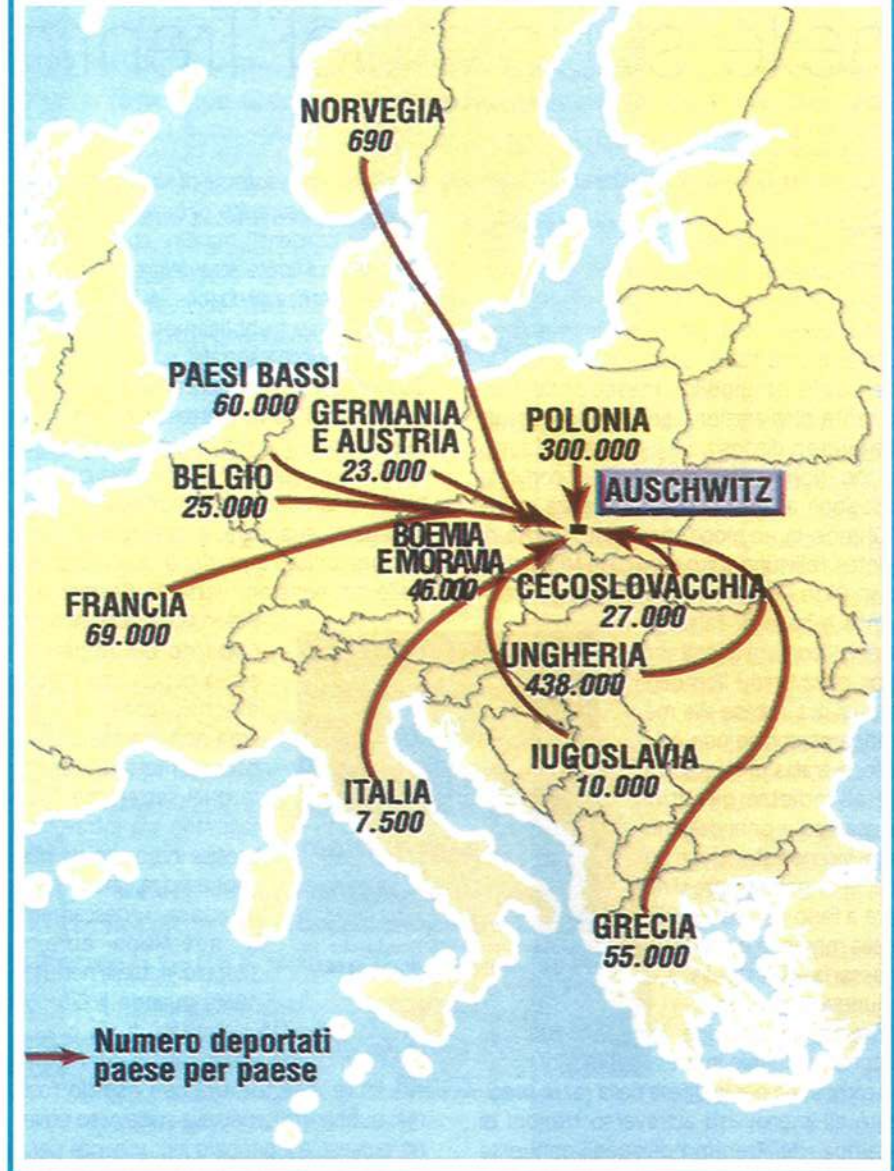 NORVEGIA
690
PAESI BASSI
60.000
GERMANIA
E AUSTRIA
23.000
POLONIA
300.000
BELGIO
25.000
AUSCHWITZ
BOEMIA
E MORAVIA
46.000
CECOSLOVACCHIA
27.000
FRANCIA
69.000
UNGHERIA
438.000
IUGOSLAVIA
10.000
ITALIA
7.500
GRECIA
55.000
Numero deportati
paese per paese